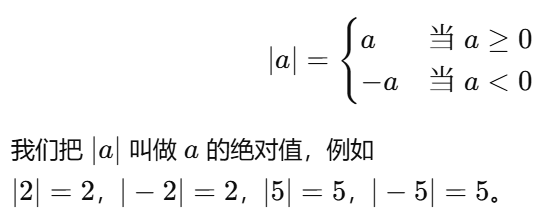 |a| = { a 当 a ≥ 0
−a 当 a < 0
我们把 |a| 叫做 a 的绝对值，例如
|2| = 2，| − 2| = 2，|5| = 5，| − 5| = 5。